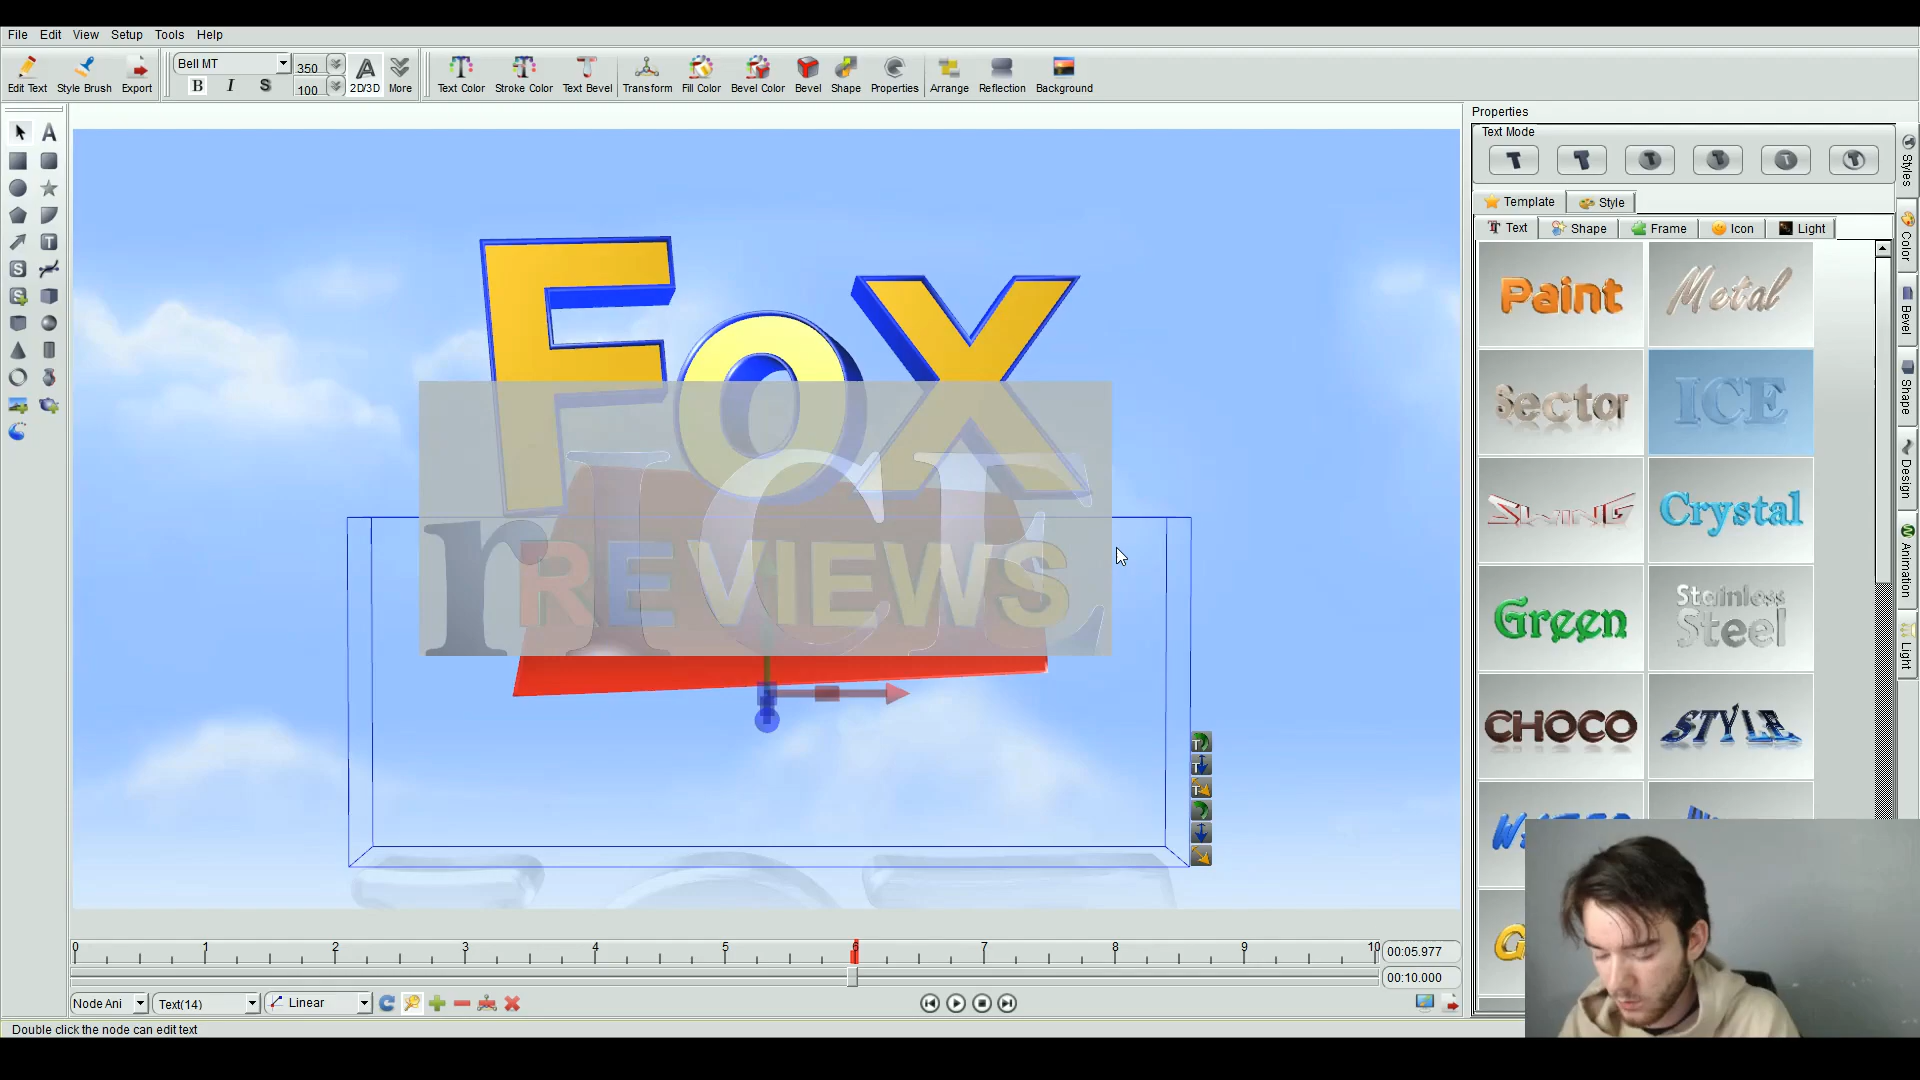 File Edit View Setup Tools Help
Bell MT 350
B I S 100
Edit Text Style Brush Export 2D/3D More Text Color Stroke Color Text Bevel Transform Fill Color Bevel Color Bevel Shape Properties Arrange Reflection Background
Properties
Text Mode
Template Style
Text Shape Frame Icon Light
Paint Metal
Sector ICE
SWING Crystal
Green Stainless Steel
CHOCO STYLE
Styles
Color
Bevel
Shape
Design
Animation
Light
Fox
ICE
REVIEWS
0 1 2 3 4 5 6 7 8 9 10 00:05.977
00:10.000
Node Ani Text(14) Linear
Double click the node can edit text